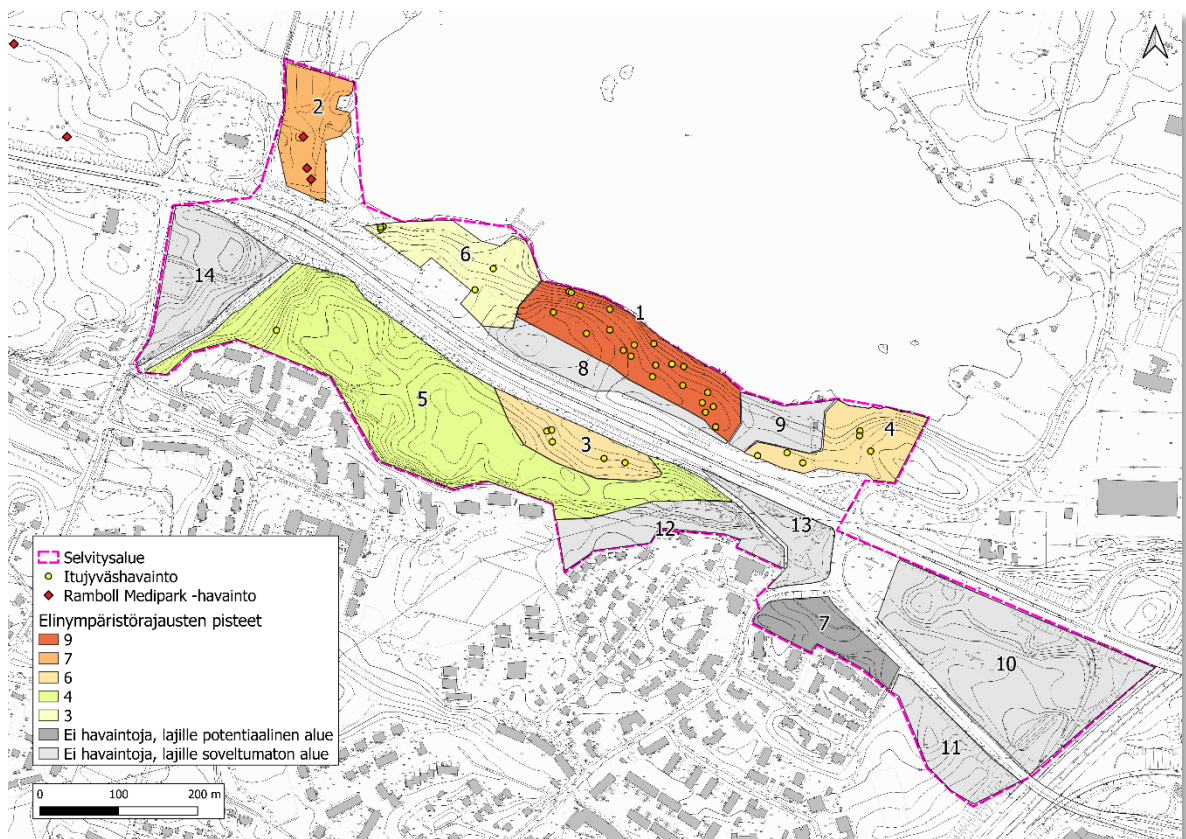 2
14
6
1
8
5
9
4
3
12
13
7
10
11
Selvitysalue
Itujyväshavainto
Ramboll Medipark -havainto
Elinympäristörajausten pisteet
9
7
6
4
3
Ei havaintoja, lajille potentiaalinen alue
Ei havaintoja, lajille soveltumaton alue
0 100 200 m